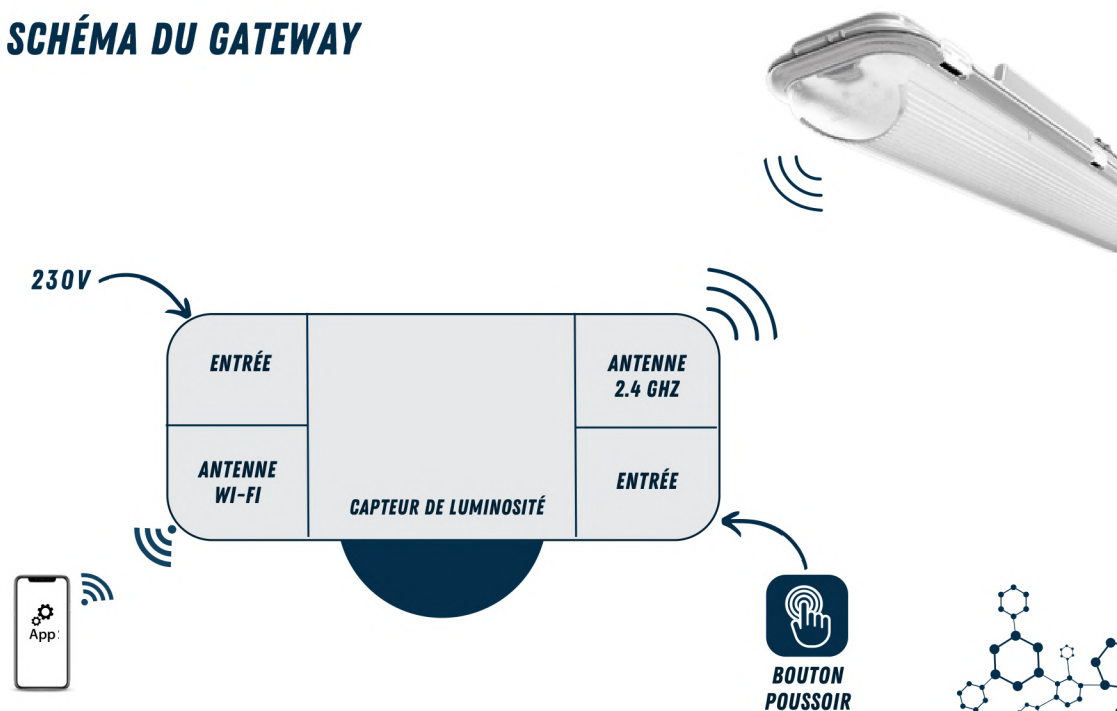 SCHÉMA DU GATEWAY
230V
ENTRÉE
ANTENNE
2.4 GHZ
ANTENNE
WI-FI
ENTRÉE
CAPTEUR DE LUMINOSITÉ
App
BOUTON
POUSSOIR